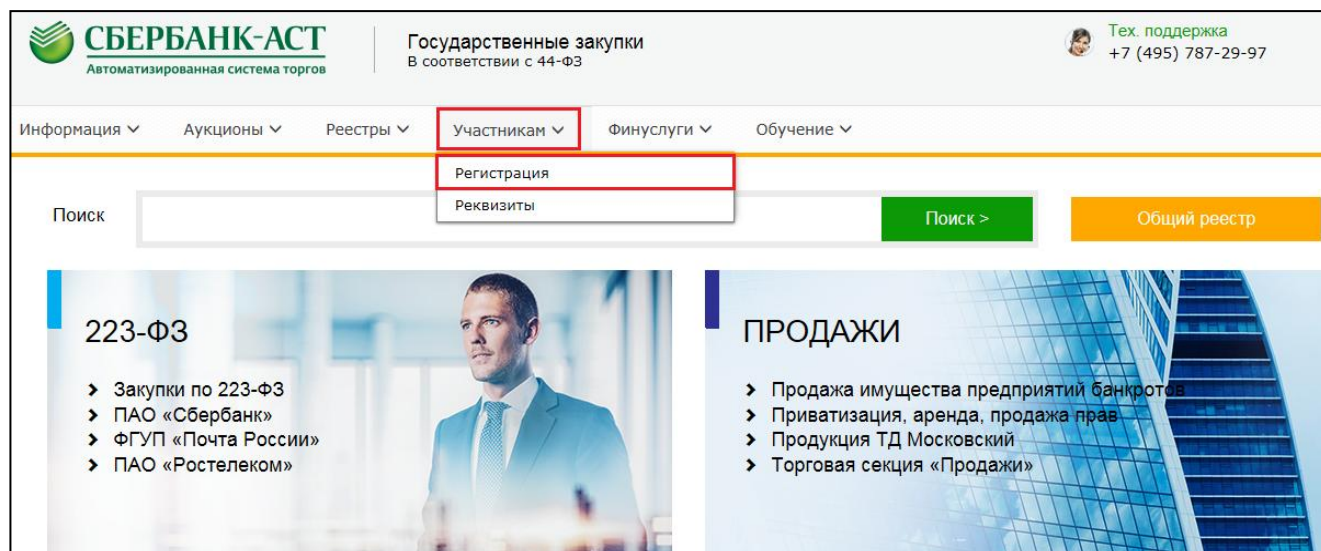 СБЕРБАНК-АСТ
Автоматизированная система торгов
Государственные закупки
В соответствии с 44-ФЗ
Тех. поддержка
+7 (495) 787-29-97
Информация Аукционы Реестры Участникам Финуслуги Обучение
Регистрация
Реквизиты
Поиск
Поиск >
Общий реестр
223-ФЗ
Закупки по 223-ФЗ
ПАО «Сбербанк»
ФГУП «Почта России»
ПАО «Ростелеком»
ПРОДАЖИ
Продажа имущества предприятий банкротов
Приватизация, аренда, продажа прав
Продукция ТД Московский
Торговая секция «Продажи»